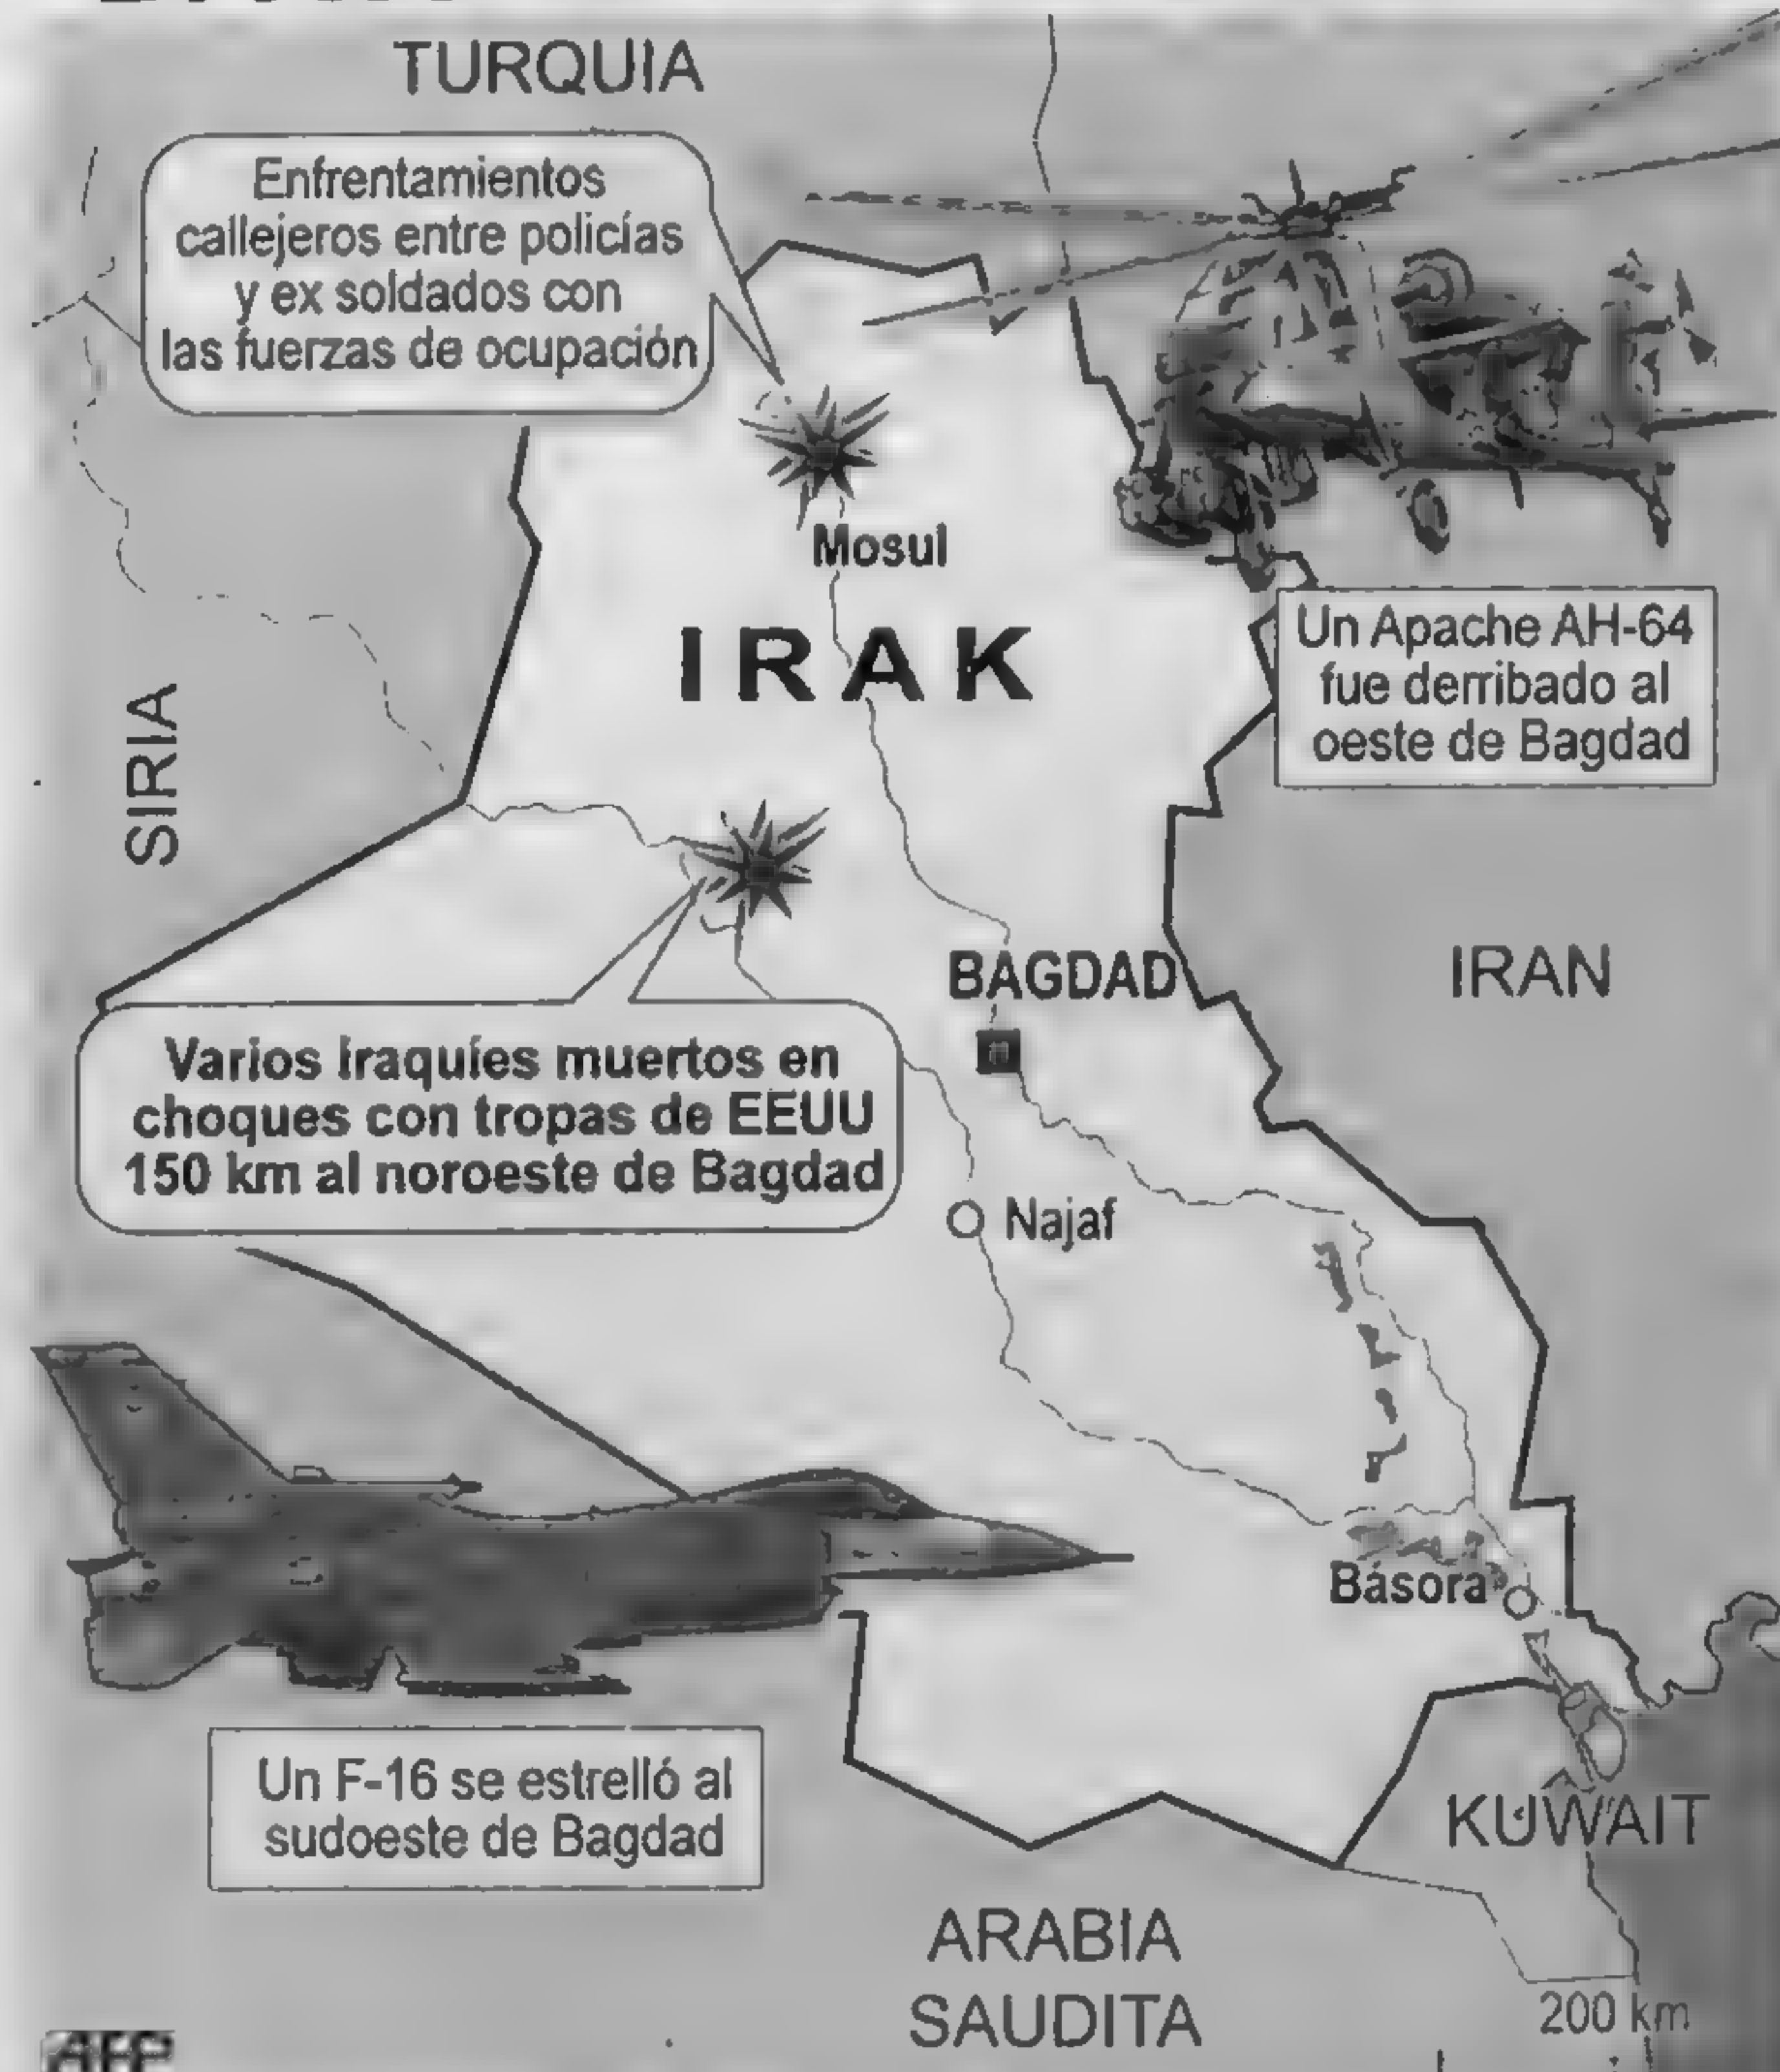 TURQUIA
Enfrentamientos
callejeros entre policías
y ex soldados con
las fuerzas de ocupación
Mosul
IRAK
Un Apache AH-64
fue derribado al
oeste de Bagdad
SIRIA
BAGDAD
IRAN
Varios Iraquíes muertos en
choques con tropas de EEUU
150 km al noroeste de Bagdad
Najaf
Básora
Un F-16 se estrelló al
sudoeste de Bagdad
KUWAIT
ARABIA
SAUDITA
200 km
AFP